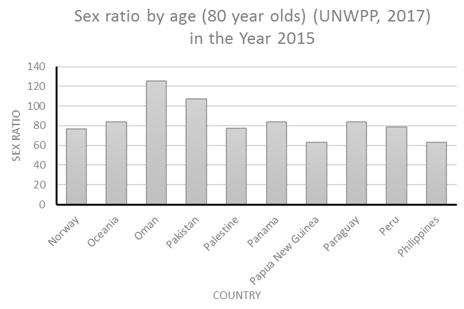 Sex ratio by age (80 year olds) (UNWPP, 2017)
in the Year 2015
SEX RATIO
140
120
100
80
60
40
20
0
Norway
Oceania
Oman
Pakistan
Palestine
Panama
Papua New Guinea
Paraguay
Peru
Philippines
COUNTRY